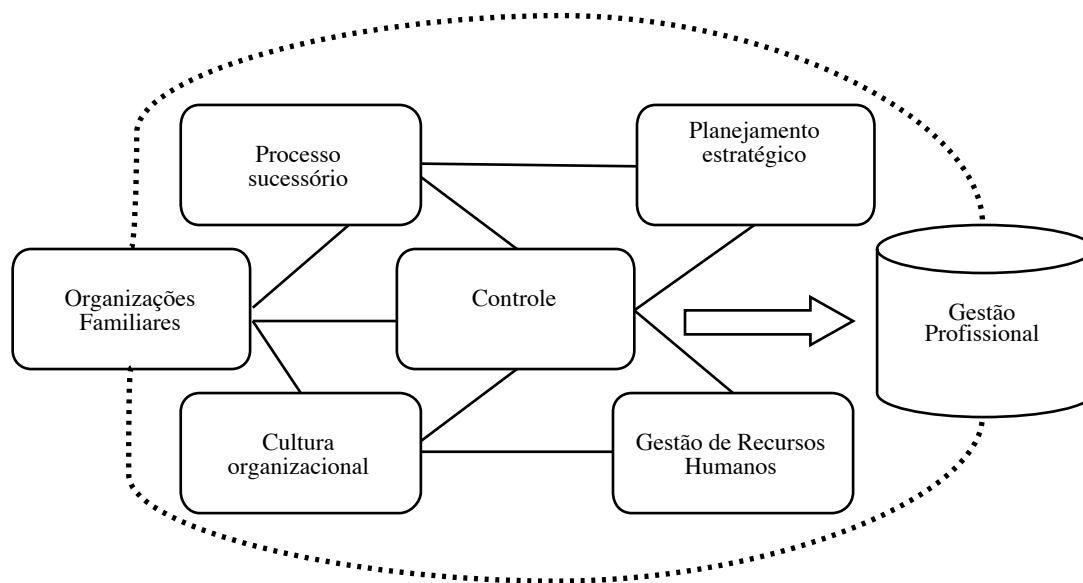 Processo
sucessório
Planejamento
estratégico
Organizações
Familiares
Controle
Gestão
Profissional
Cultura
organizacional
Gestão de Recursos
Humanos